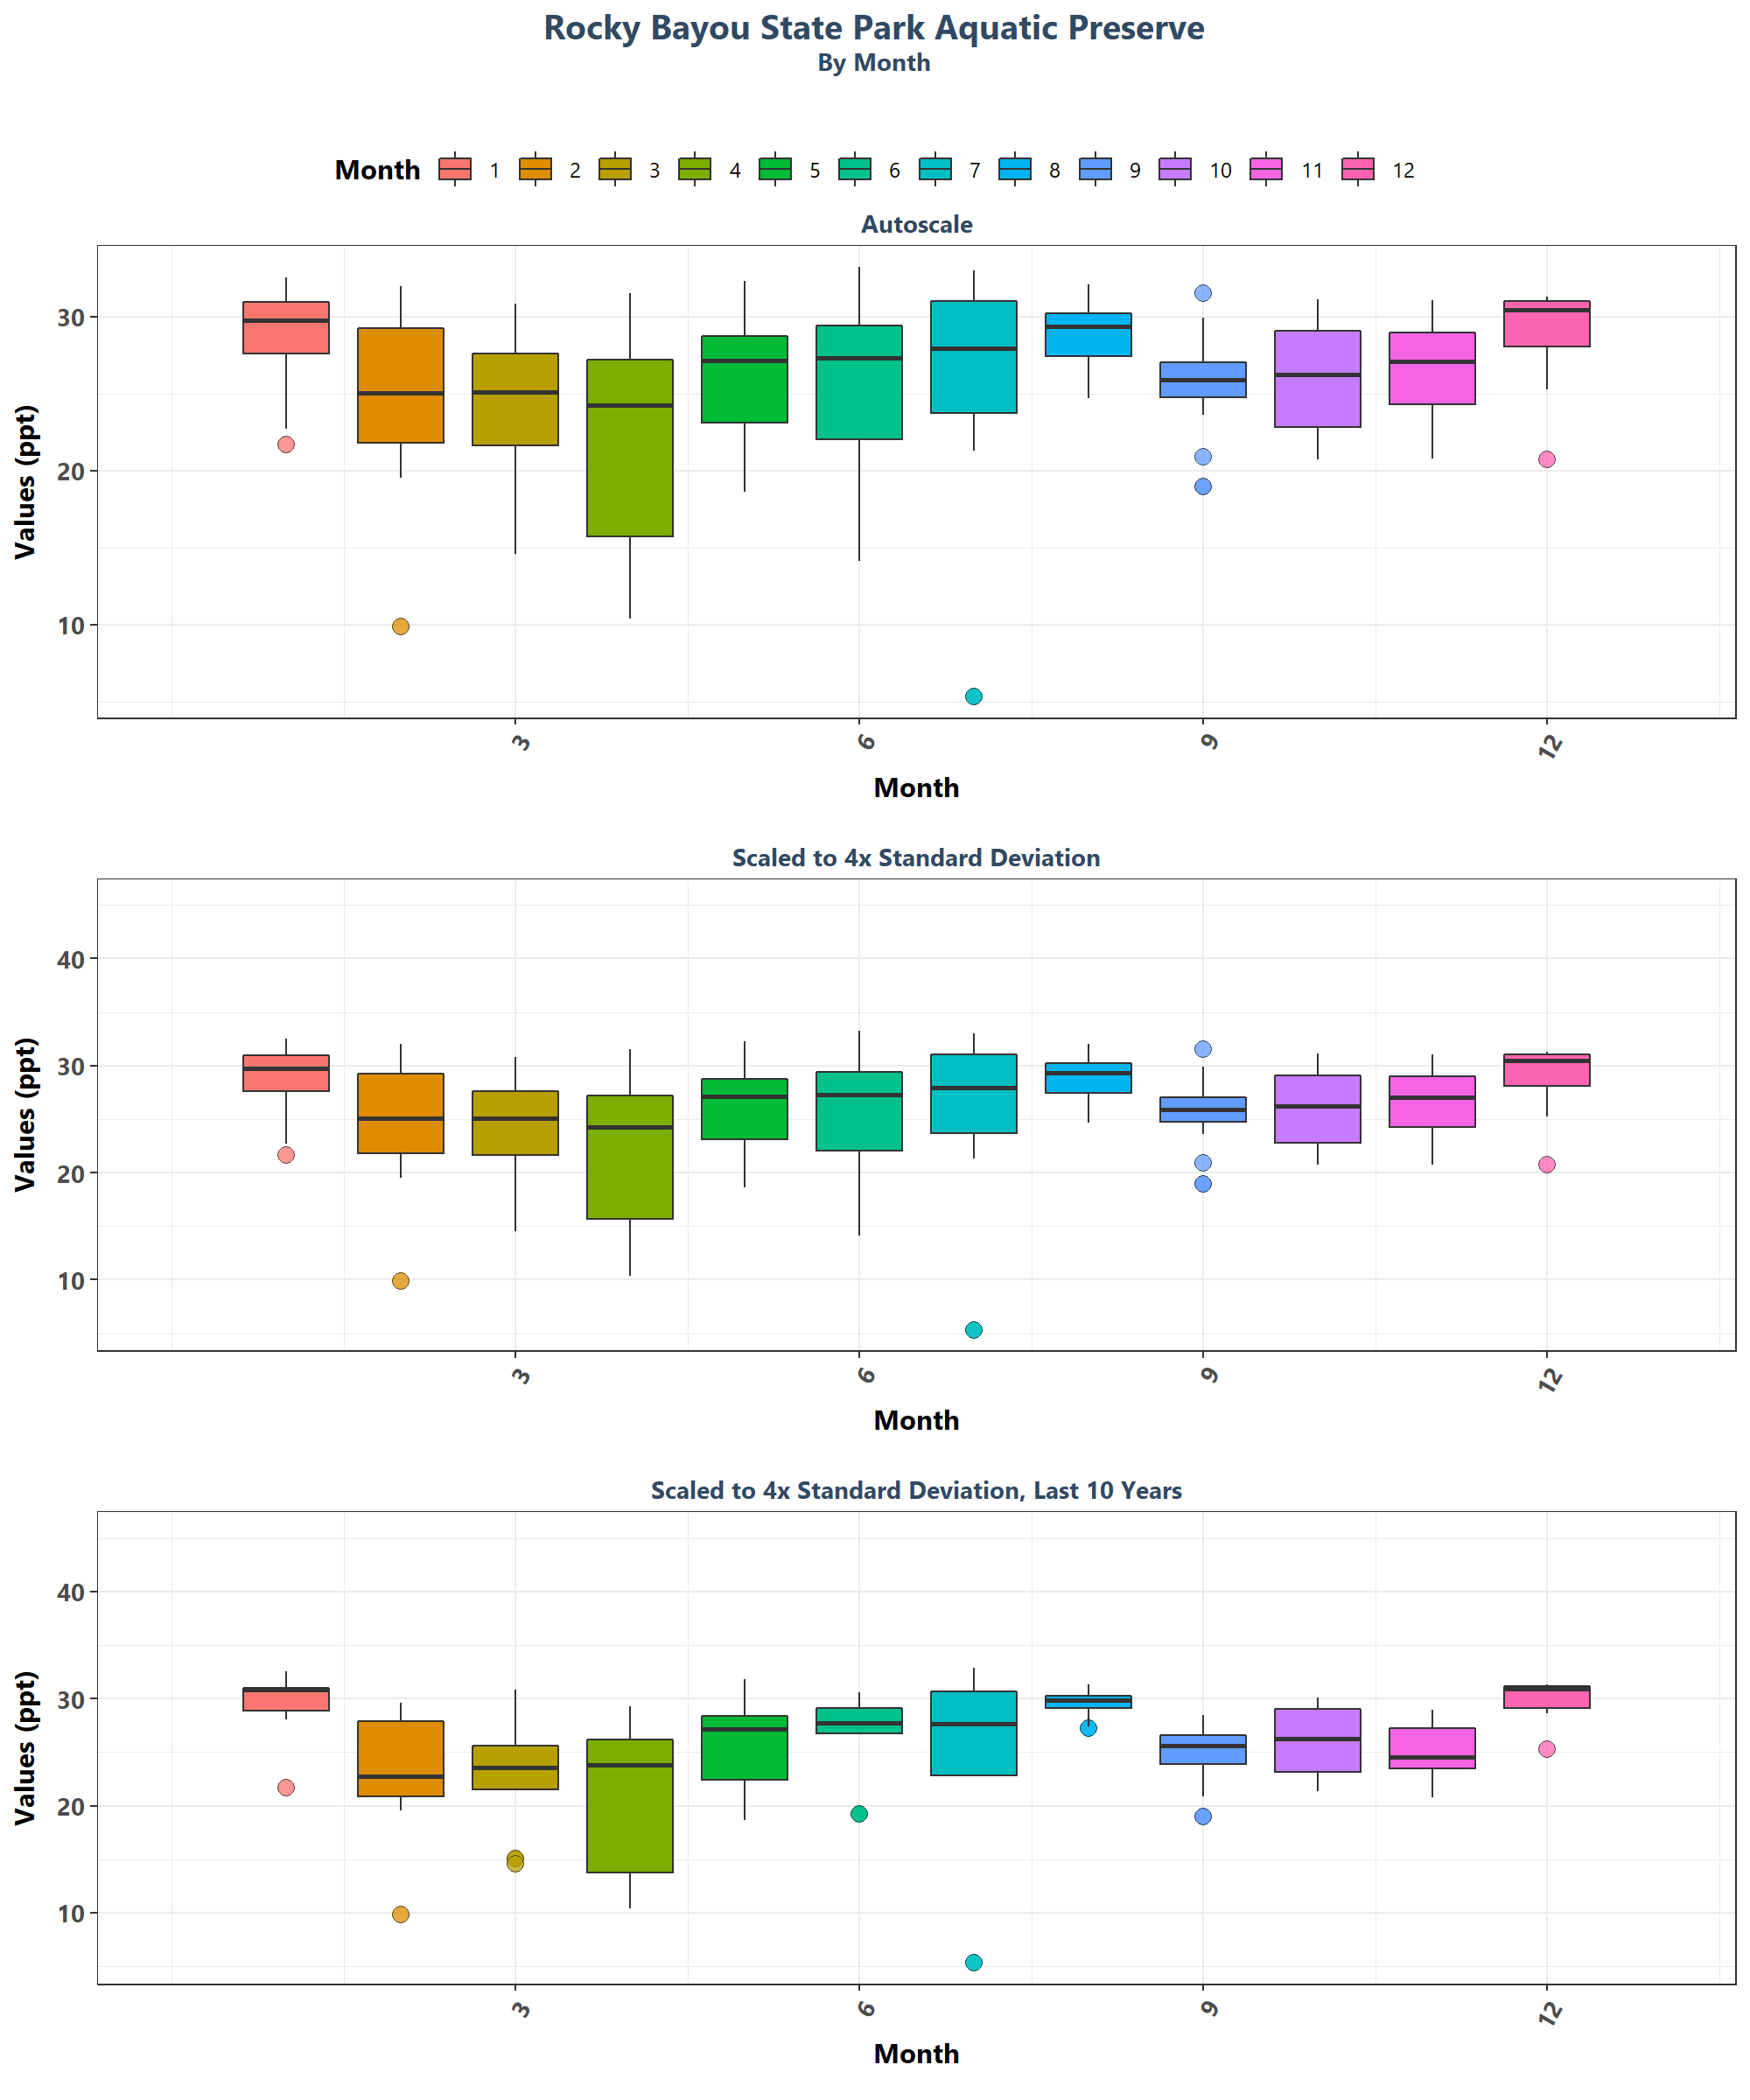 Rocky Bayou State Park Aquatic Preserve
By Month
Month 1 2 3 4 5 6 7 8 9 10 11 12
Autoscale
Values (ppt)
30
20
10
3 6 9 12
Month
Scaled to 4x Standard Deviation
Values (ppt)
40
30
20
10
3 6 9 12
Month
Scaled to 4x Standard Deviation, Last 10 Years
Values (ppt)
40
30
20
10
3 6 9 12
Month